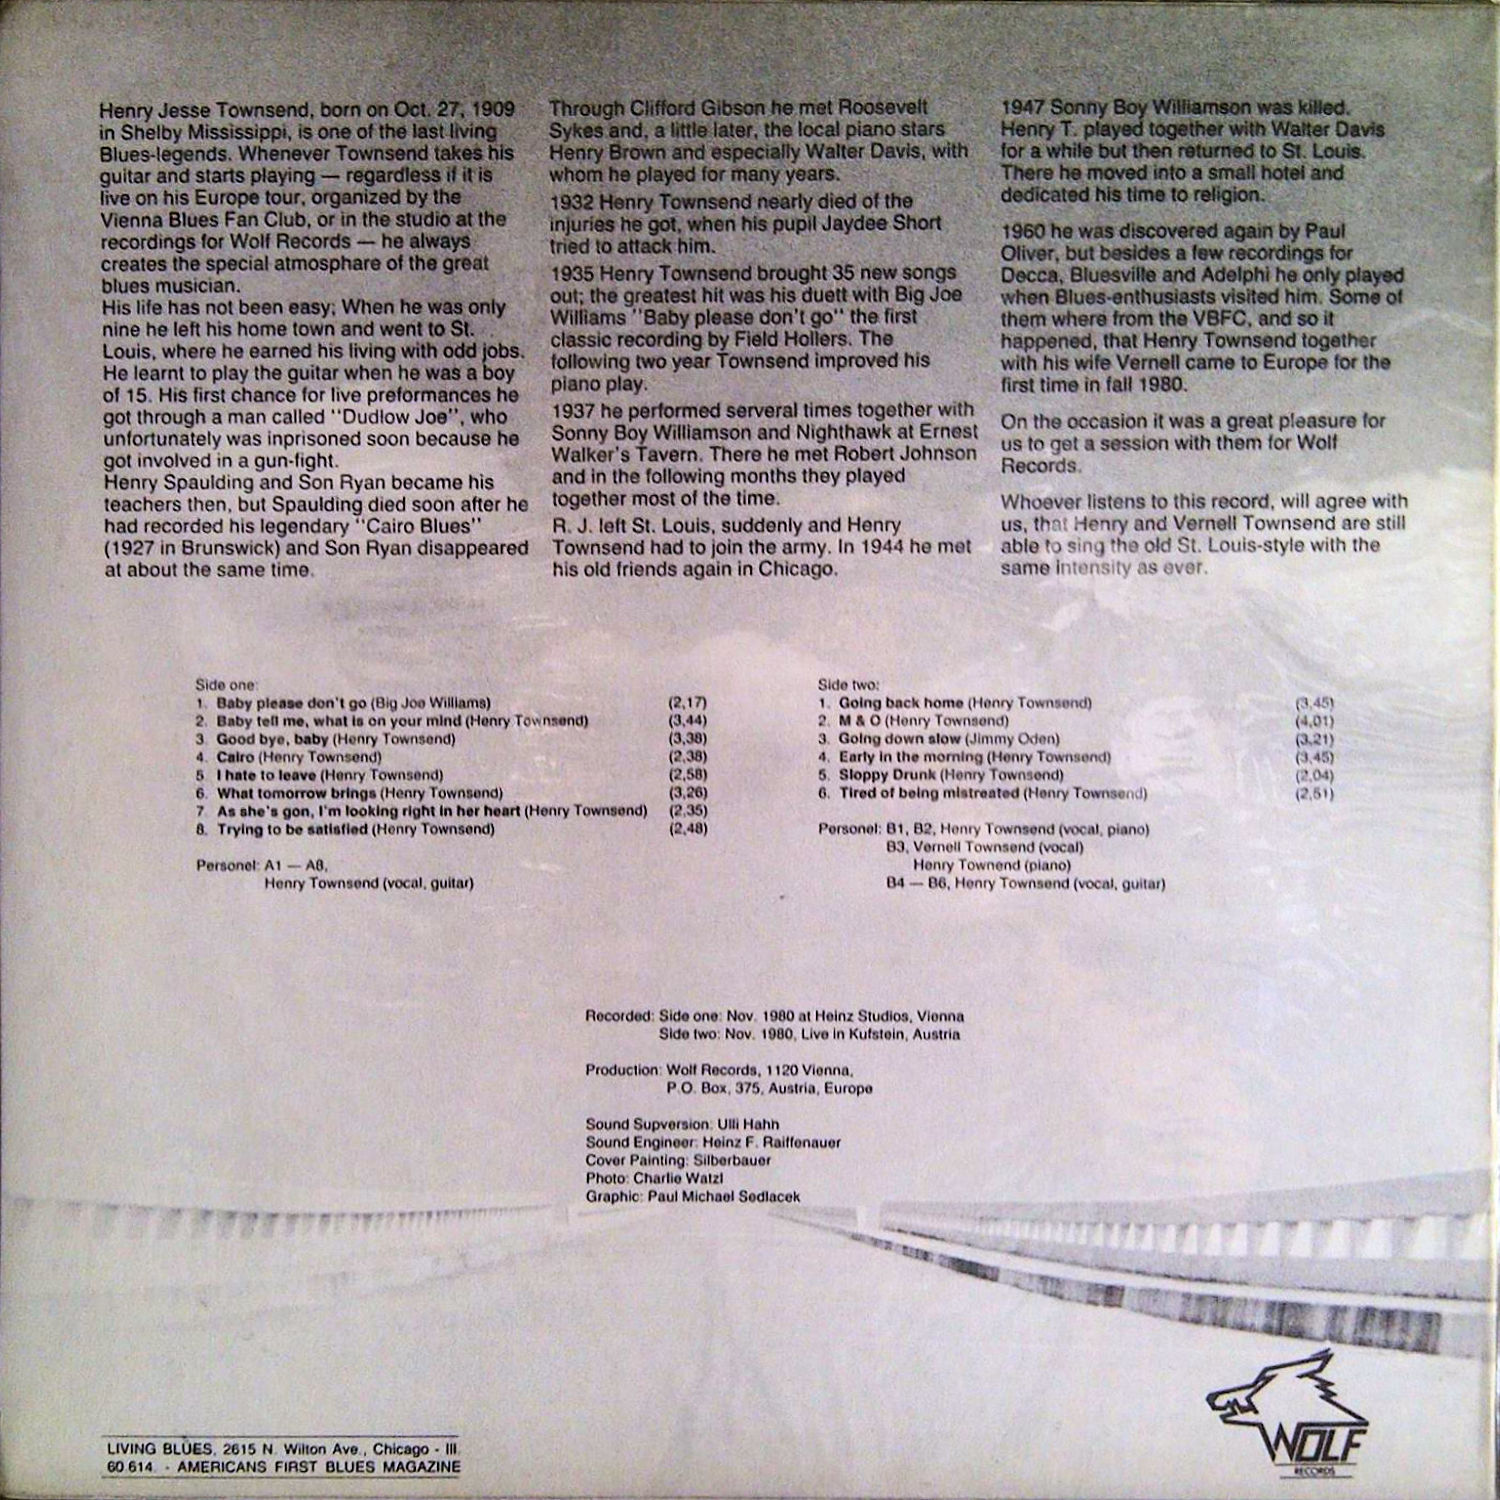 Henry Jesse Townsend, born on Oct. 27, 1909
in Shelby Mississippi, is one of the last living
Blues-legends. Whenever Townsend takes his
guitar and starts playing — regardless if it is
live on his Europe tour, organized by the
Vienna Blues Fan Club, or in the studio at the
recordings for Wolf Records — he always
creates the special atmosphare of the great
blues musician.
His life has not been easy; When he was only
nine he left his home town and went to St.
Louis, where he earned his living with odd jobs.
He learnt to play the guitar when he was a boy
of 15. His first chance for live preformances he
got through a man called "Dudlow Joe", who
unfortunately was inprisoned soon because he
got involved in a gun-fight.
Henry Spaulding and Son Ryan became his
teachers then, but Spaulding died soon after he
had recorded his legendary "Cairo Blues"
(1927 in Brunswick) and Son Ryan disappeared
at about the same time.
Through Clifford Gibson he met Roosevelt
Sykes and, a little later, the local piano stars
Henry Brown and especially Walter Davis, with
whom he played for many years.
1932 Henry Townsend nearly died of the
injuries he got, when his pupil Jaydee Short
tried to attack him.
1935 Henry Townsend brought 35 new songs
out; the greatest hit was his duett with Big Joe
Williams "Baby please don't go" the first
classic recording by Field Hollers. The
following two year Townsend improved his
piano play.
1937 he performed serveral times together with
Sonny Boy Williamson and Nighthawk at Ernest
Walker's Tavern. There he met Robert Johnson
and in the following months they played
together most of the time.
R. J. left St. Louis, suddenly and Henry
Townsend had to join the army. In 1944 he met
his old friends again in Chicago.
1947 Sonny Boy Williamson was killed.
Henry T. played together with Walter Davis
for a while but then returned to St. Louis.
There he moved into a small hotel and
dedicated his time to religion.
1960 he was discovered again by Paul
Oliver, but besides a few recordings for
Decca, Bluesville and Adelphi he only played
when Blues-enthusiasts visited him. Some of
them where from the VBFC, and so it
happened, that Henry Townsend together
with his wife Vernell came to Europe for the
first time in fall 1980.
On the occasion it was a great pleasure for
us to get a session with them for Wolf
Records.
Whoever listens to this record, will agree with
us, that Henry and Vernell Townsend are still
able to sing the old St. Louis-style with the
same intensity as ever.
Side one:
1. Baby please don't go (Big Joe Williams) (2,17)
2. Baby tell me, what is on your mind (Henry Townsend) (3,44)
3. Good bye, baby (Henry Townsend) (3,38)
4. Cairo (Henry Townsend) (2,38)
5. I hate to leave (Henry Townsend) (2,58)
6. What tomorrow brings (Henry Townsend) (3,26)
7. As she's gon, I'm looking right in her heart (Henry Townsend) (2,35)
8. Trying to be satisfied (Henry Townsend) (2,48)
Personel: A1 — A8,
Henry Townsend (vocal, guitar)
Side two:
1. Going back home (Henry Townsend) (3,45)
2. M & O (Henry Townsend) (4,01)
3. Going down slow (Jimmy Oden) (3,21)
4. Early in the morning (Henry Townsend) (3,45)
5. Sloppy Drunk (Henry Townsend) (2,04)
6. Tired of being mistreated (Henry Townsend) (2,51)
Personel: B1, B2, Henry Townsend (vocal, piano)
B3, Vernell Townsend (vocal)
Henry Townend (piano)
B4 — B6, Henry Townsend (vocal, guitar)
Recorded: Side one: Nov. 1980 at Heinz Studios, Vienna
Side two: Nov. 1980, Live in Kufstein, Austria
Production: Wolf Records, 1120 Vienna,
P.O. Box, 375, Austria, Europe
Sound Supversion: Ulli Hahn
Sound Engineer: Heinz F. Raiffenauer
Cover Painting: Silberbauer
Photo: Charlie Watzl
Graphic: Paul Michael Sedlacek
LIVING BLUES, 2615 N. Wilton Ave., Chicago - Ill.
60 614 - AMERICANS FIRST BLUES MAGAZINE
WOLF
RECORDS